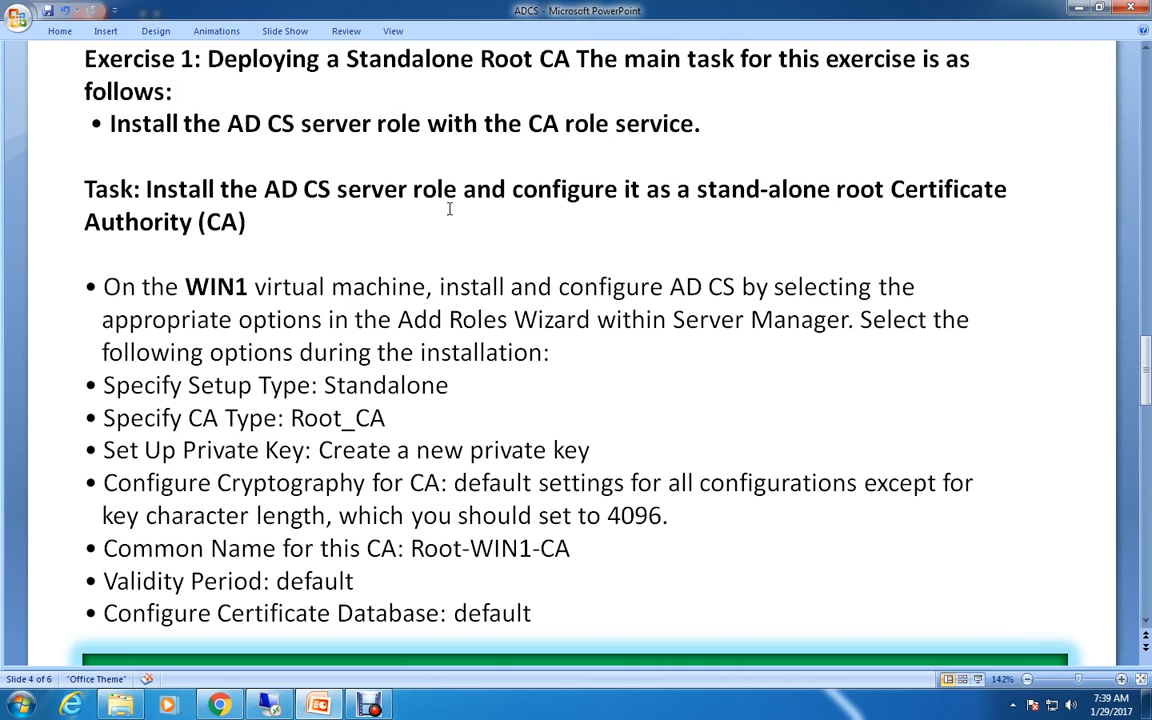 ADCS - Microsoft PowerPoint
Home Insert Design Animations Slide Show Review View
Exercise 1: Deploying a Standalone Root CA The main task for this exercise is as
follows:
• Install the AD CS server role with the CA role service.
Task: Install the AD CS server role and configure it as a stand-alone root Certificate
Authority (CA)
• On the WIN1 virtual machine, install and configure AD CS by selecting the
appropriate options in the Add Roles Wizard within Server Manager. Select the
following options during the installation:
• Specify Setup Type: Standalone
• Specify CA Type: Root_CA
• Set Up Private Key: Create a new private key
• Configure Cryptography for CA: default settings for all configurations except for
key character length, which you should set to 4096.
• Common Name for this CA: Root-WIN1-CA
• Validity Period: default
• Configure Certificate Database: default
Slide 4 of 6 "Office Theme" 142%
7:39 AM
1/29/2017